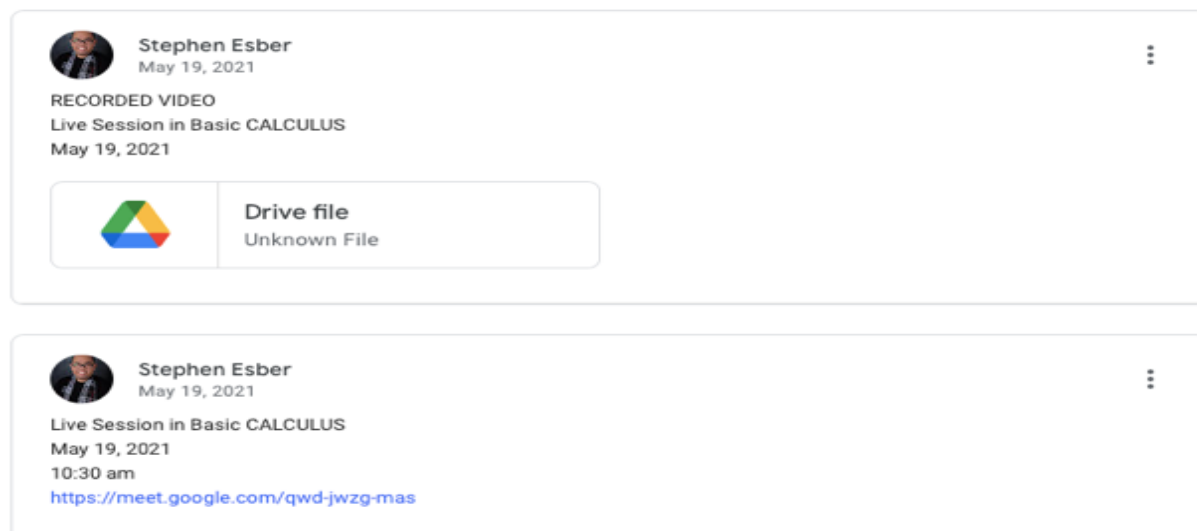 Stephen Esber
May 19, 2021
RECORDED VIDEO
Live Session in Basic CALCULUS
May 19, 2021
Drive file
Unknown File
Stephen Esber
May 19, 2021
Live Session in Basic CALCULUS
May 19, 2021
10:30 am
https://meet.google.com/qwd-jwzg-mas